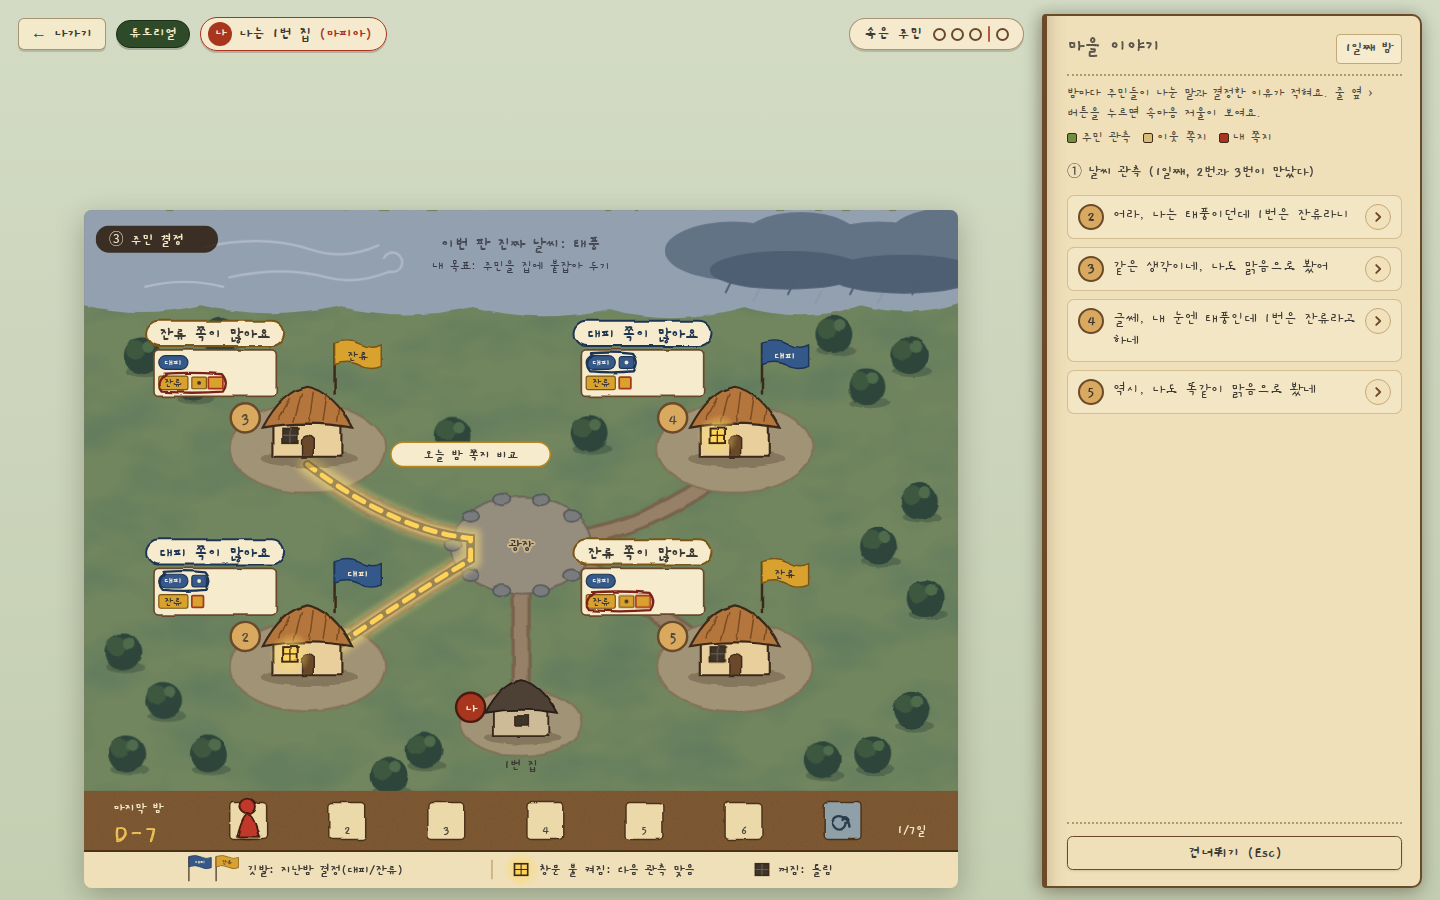 ← 나가기
튜토리얼
나 나는 1번 집 (마피아)
속은 주민
③ 주민 결정
이번 판 진짜 날씨: 태풍
내 목표: 주민을 집에 붙잡아 두기
잔류 쪽이 많아요
대피
잔류
잔류
3
대피 쪽이 많아요
대피
잔류
대피
4
오늘 밤 쪽지 비교
광장
대피 쪽이 많아요
대피
잔류
대피
2
잔류 쪽이 많아요
대피
잔류
잔류
5
나
1번 집
마지막 밤
D-7
2
3
4
5
6
1/7일
대피
잔류
깃발: 지난밤 결정(대피/잔류)
창문 불 켜짐: 다음 관측 맞음
꺼짐: 틀림
마을 이야기
1일째 밤
밤마다 주민들이 나눈 말과 결정한 이유가 적혀요. 줄 옆 ›
버튼을 누르면 속마음 저울이 보여요.
주민 관측
이웃 쪽지
내 쪽지
① 날씨 관측 (1일째, 2번과 3번이 만났다)
2 어라, 나는 태풍이던데 1번은 잔류라니
3 같은 생각이네, 나도 맑음으로 봤어
4 글쎄, 내 눈엔 태풍인데 1번은 잔류라고
하네
5 역시, 나도 똑같이 맑음으로 봤네
건너뛰기 (Esc)